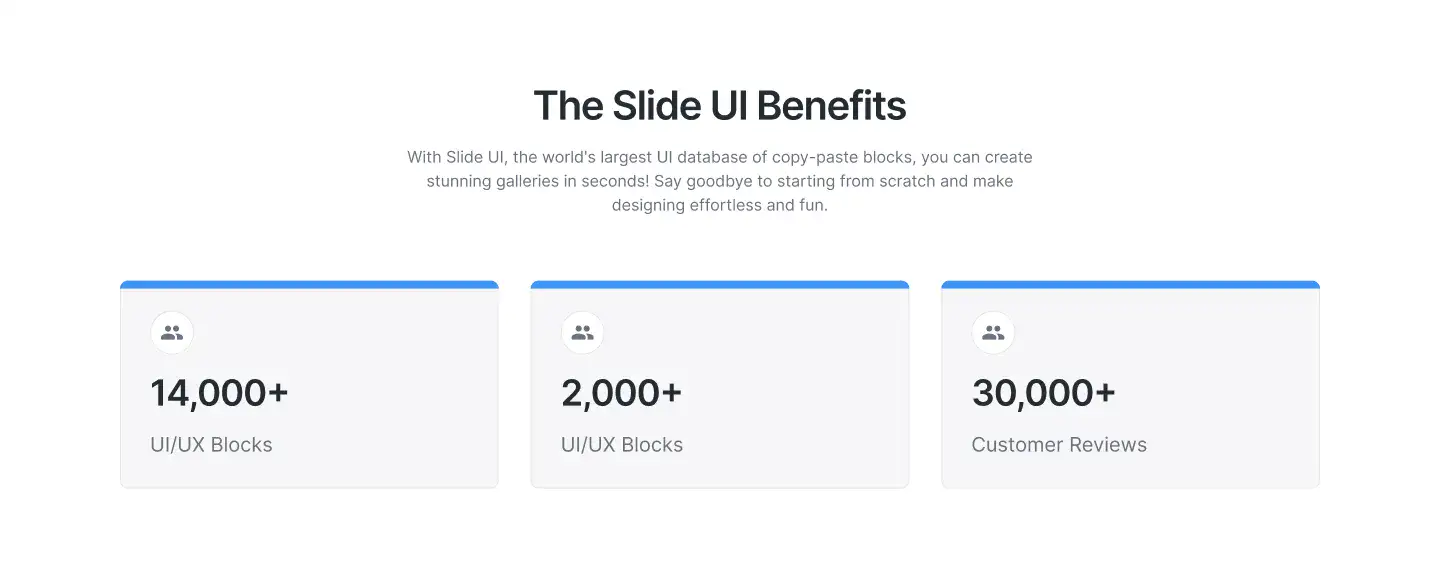 The Slide UI Benefits
With Slide UI, the world's largest UI database of copy-paste blocks, you can create
stunning galleries in seconds! Say goodbye to starting from scratch and make
designing effortless and fun.
14,000+
UI/UX Blocks
2,000+
UI/UX Blocks
30,000+
Customer Reviews